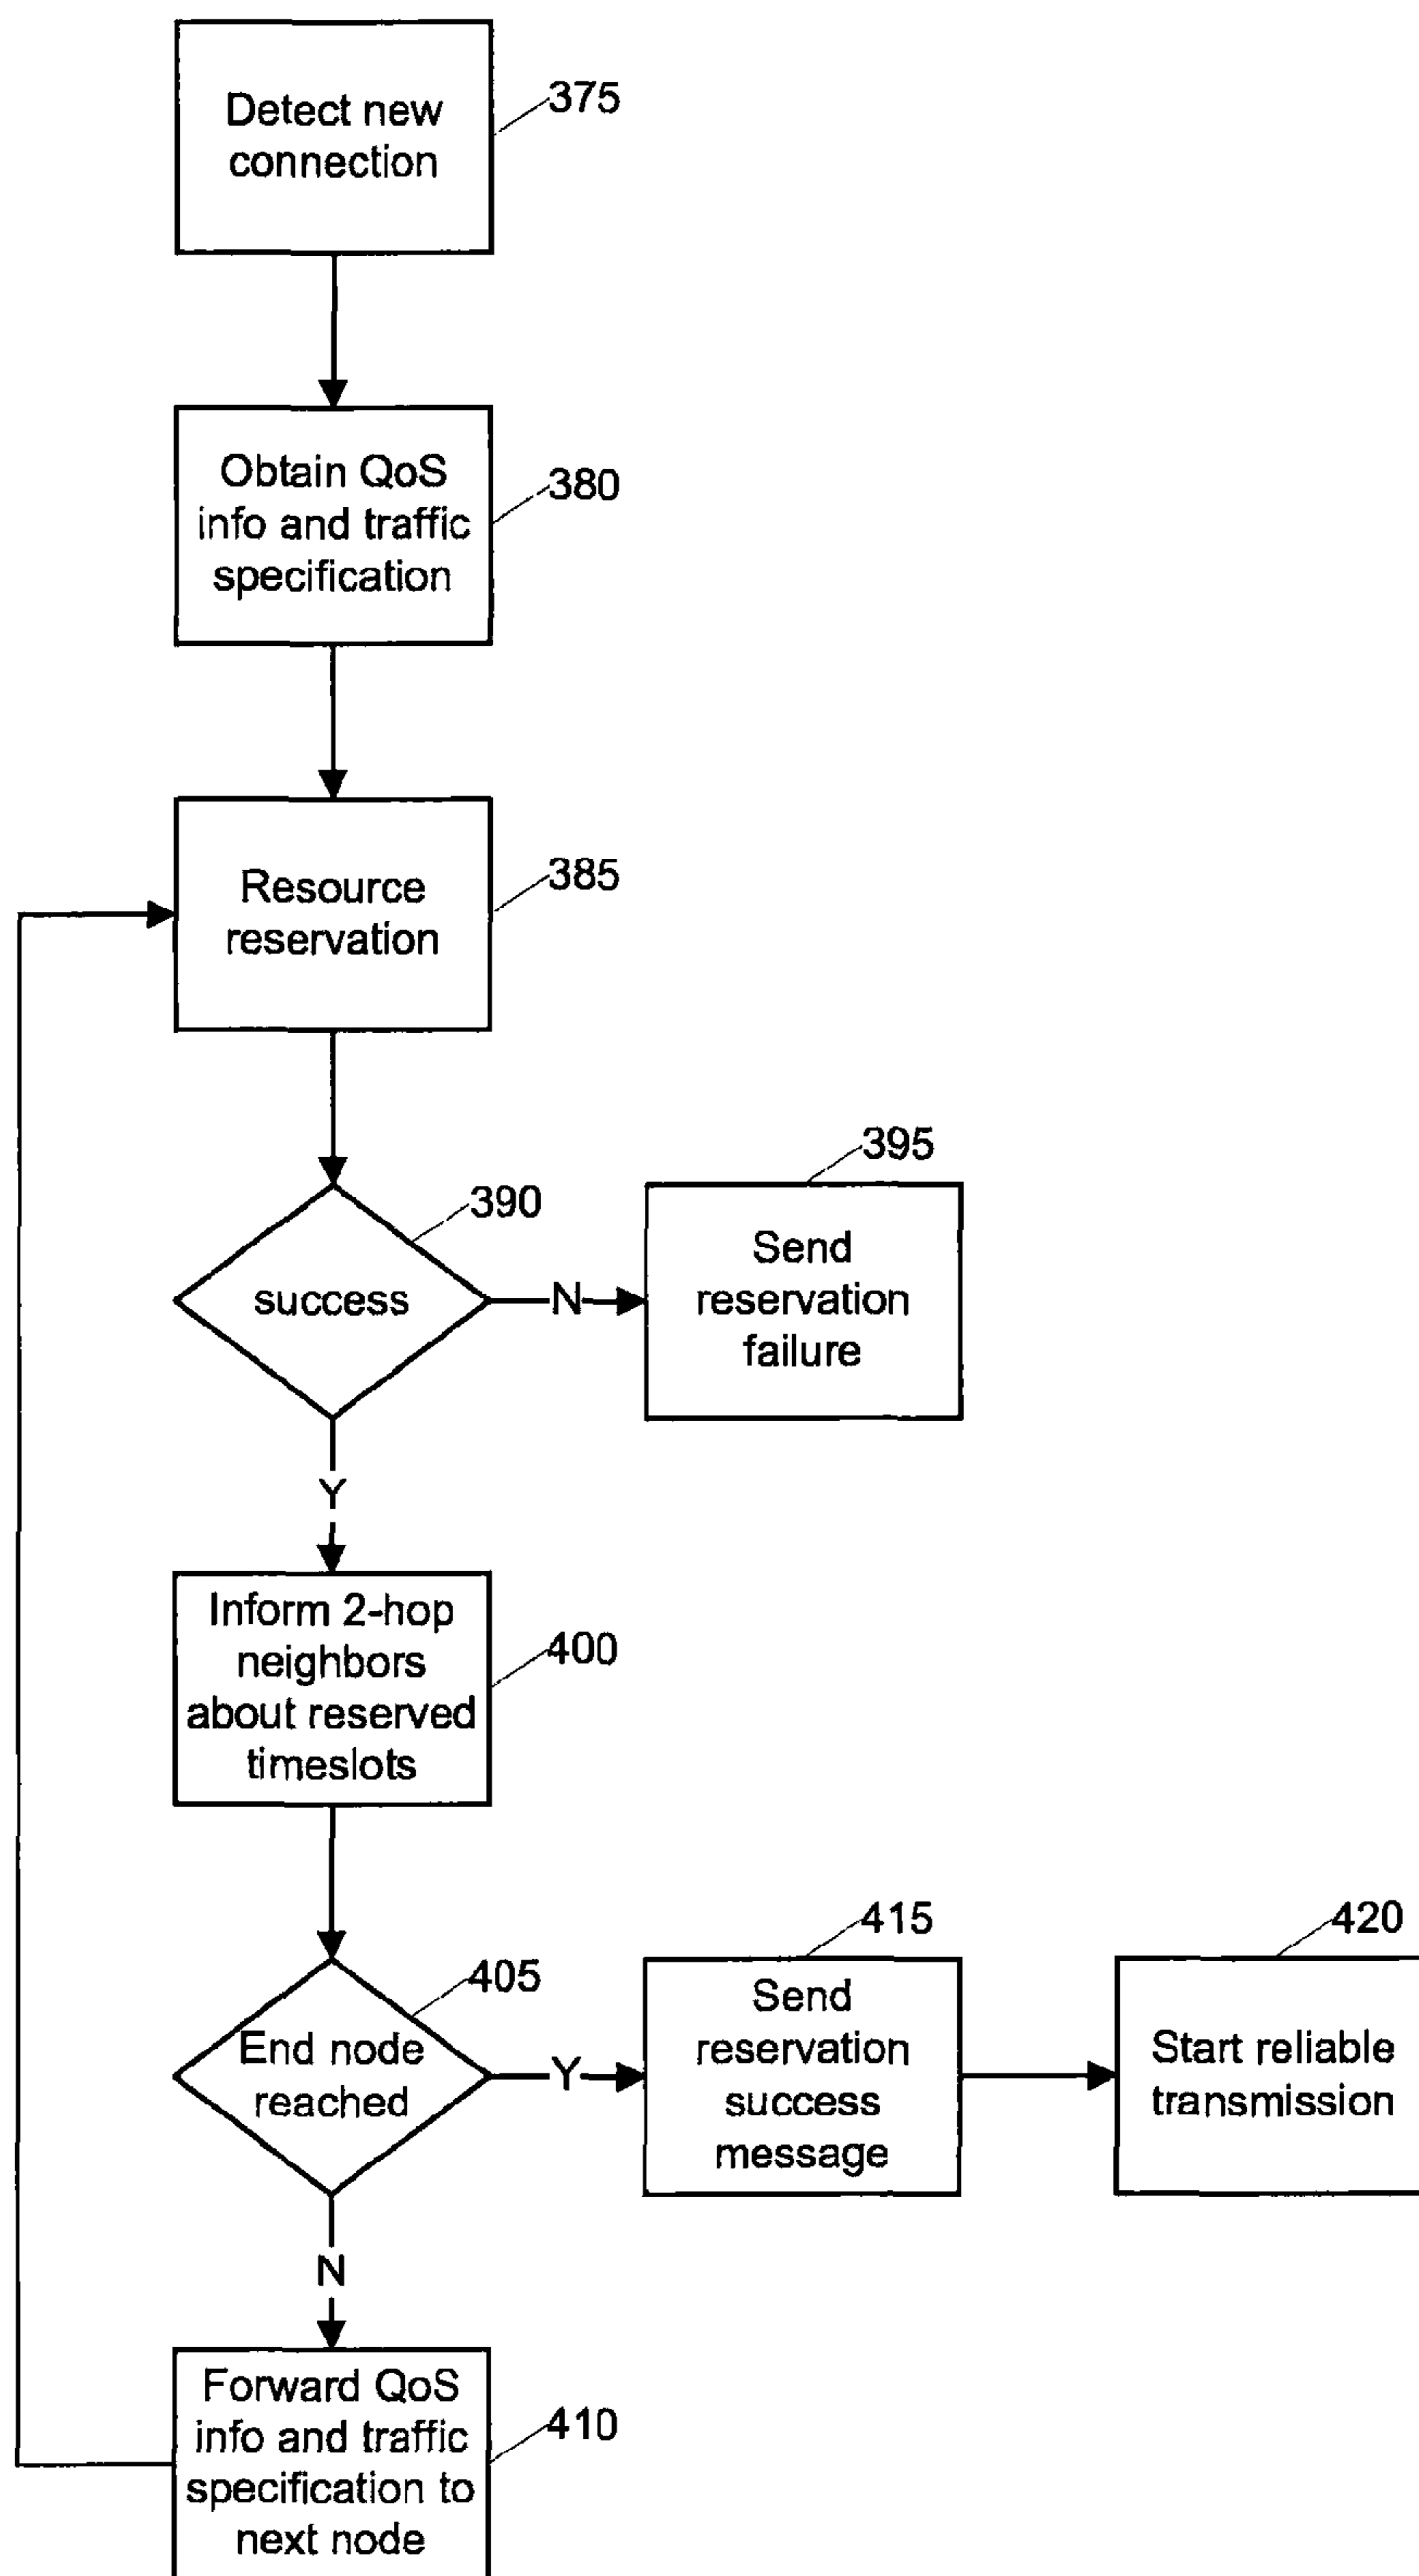 Detect new
connection
375
Obtain QoS
info and traffic
specification
380
Resource
reservation
385
success
390
N
Send
reservation
failure
395
Y
Inform 2-hop
neighbors
about reserved
timeslots
400
End node
reached
405
Y
Send
reservation
success
message
415
Start reliable
transmission
420
N
Forward QoS
info and traffic
specification to
next node
410